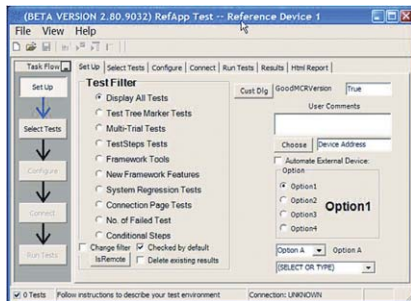 (BETA VERSION 2.80.9032) RefApp Test -- Reference Device 1
File View Help
Task Flow
Set Up Select Tests Configure Connect Run Tests Results Html Report
Set Up
Select Tests
Configure
Connect
Run Tests
Test Filter
Display All Tests
Test Tree Marker Tests
Multi-Trial Tests
TestSteps Tests
Framework Tools
New Framework Features
System Regression Tests
Connection Page Tests
No. of Failed Test
Conditional Steps
Change filter Checked by default
IsRemote Delete existing results
Cust Dlg GoodMCRVersion True
User Comments
Choose Device Address
Automate External Device:
Option
Option1
Option2
Option3
Option4
Option1
Option A Option A
(SELECT OR TYPE)
0 Tests Follow instructions to describe your test environment Connection: UNKNOWN